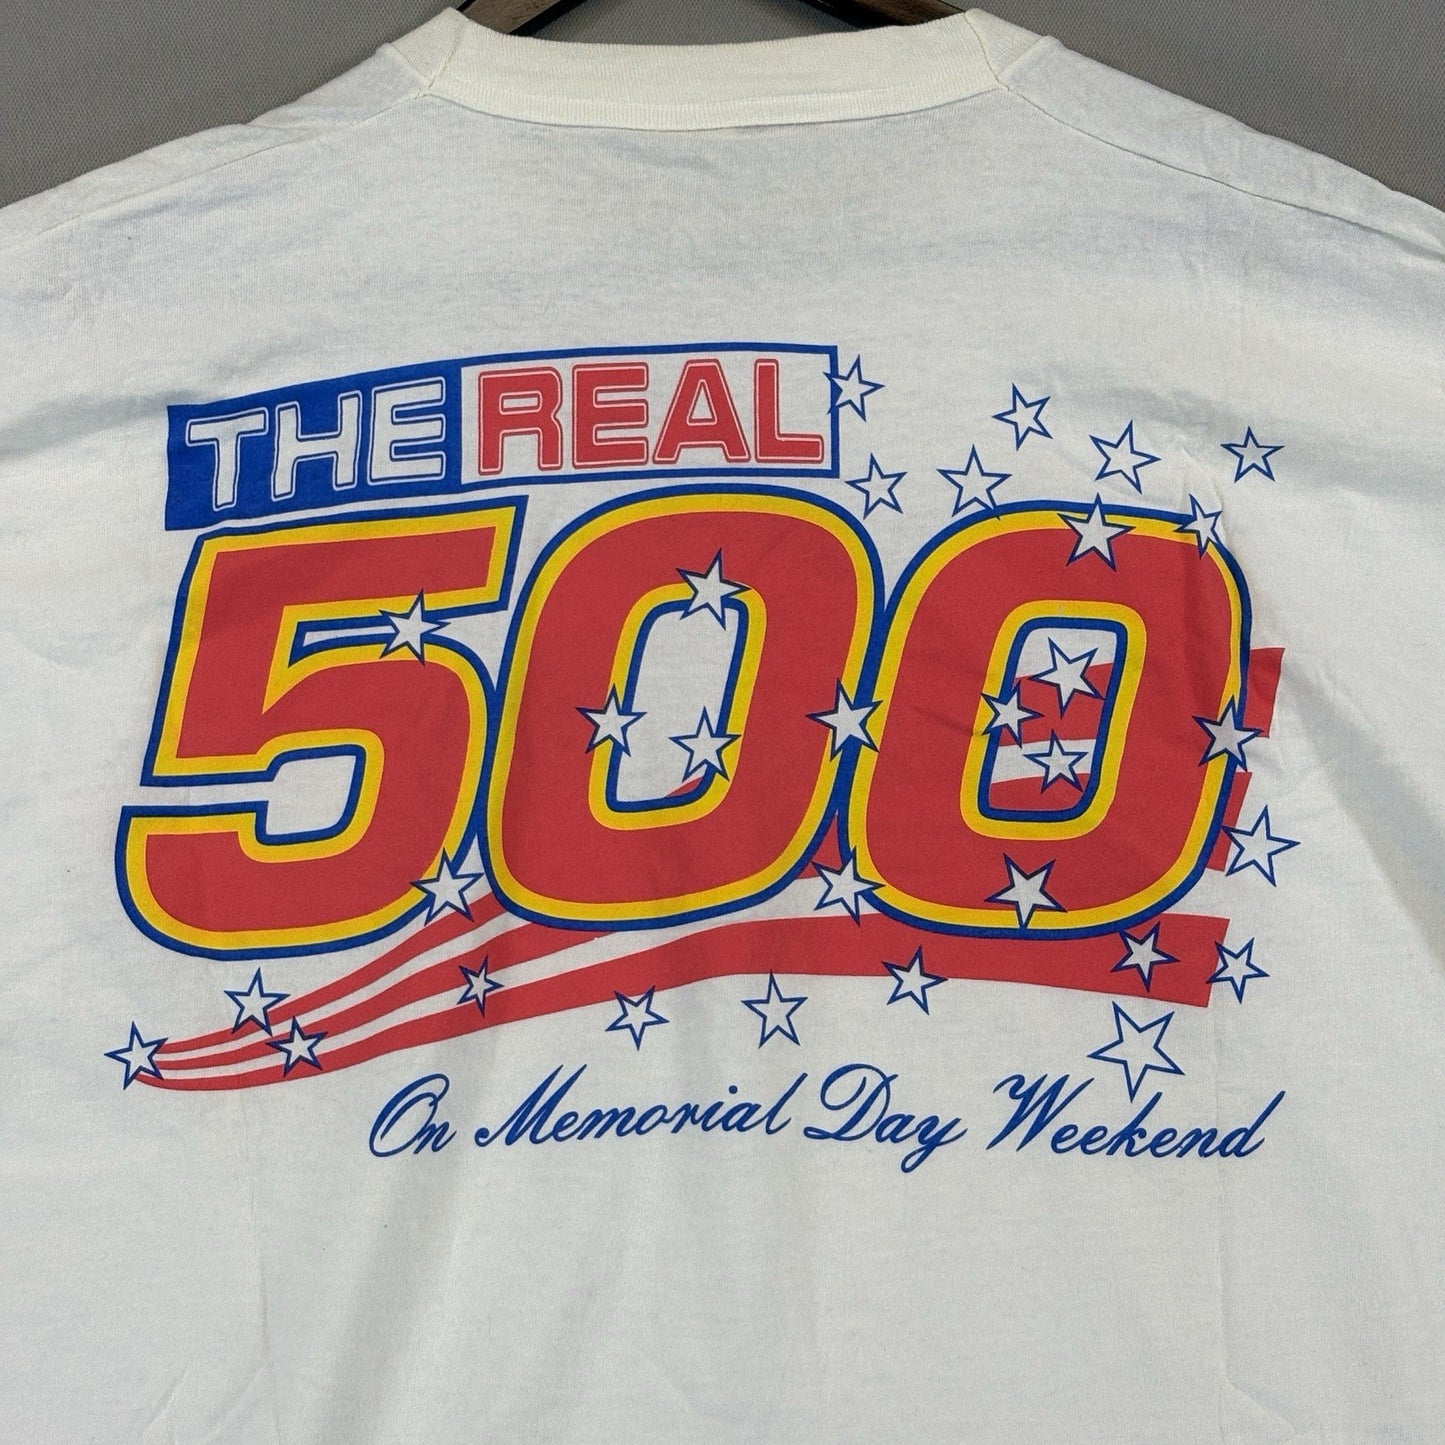 THE REAL
500
On Memorial Day Weekend